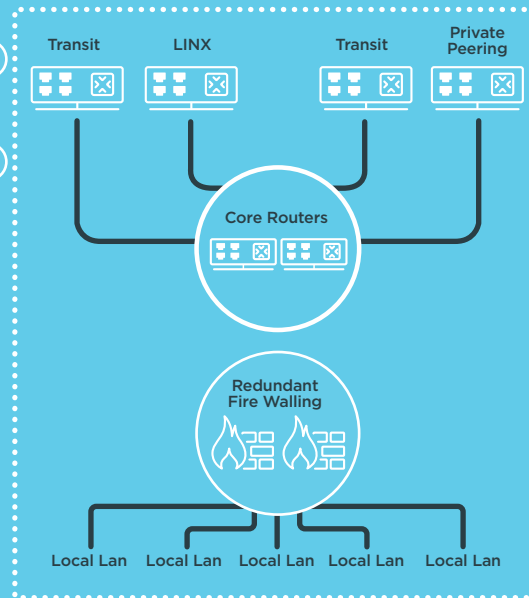 Transit
LINX
Transit
Private
Peering
Core Routers
Redundant
Fire Walling
Local Lan
Local Lan
Local Lan
Local Lan
Local Lan